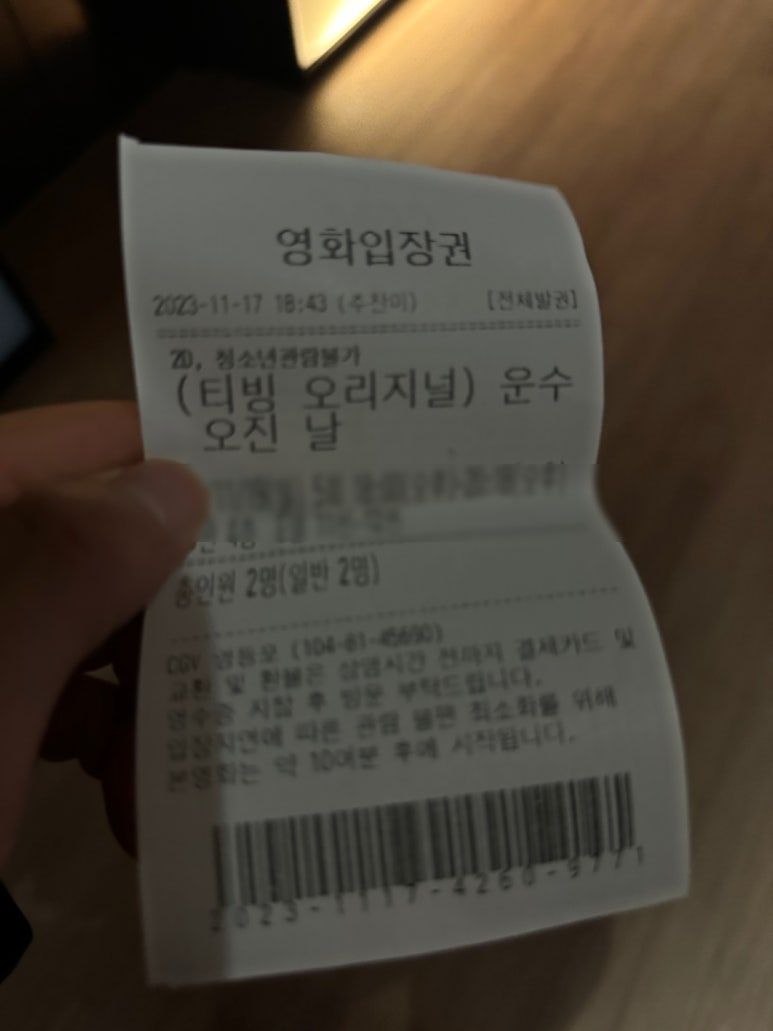 영화입장권
2023-11-17 18:43 (주찬미) [전체발권]
2D, 청소년관람불가
(티빙 오리지널) 운수
오진 날
총인원 2명(일반 2명)
CGV 영등포 (104-81-45690)
교환 및 환불은 상영시간 전까지 결제카드 및
영수증 지참 후 방문 부탁드립니다.
입장지연에 따른 관람 불편 최소화를 위해
본영화는 약 10여분 후에 시작됩니다.
2023-1117-4260-9771